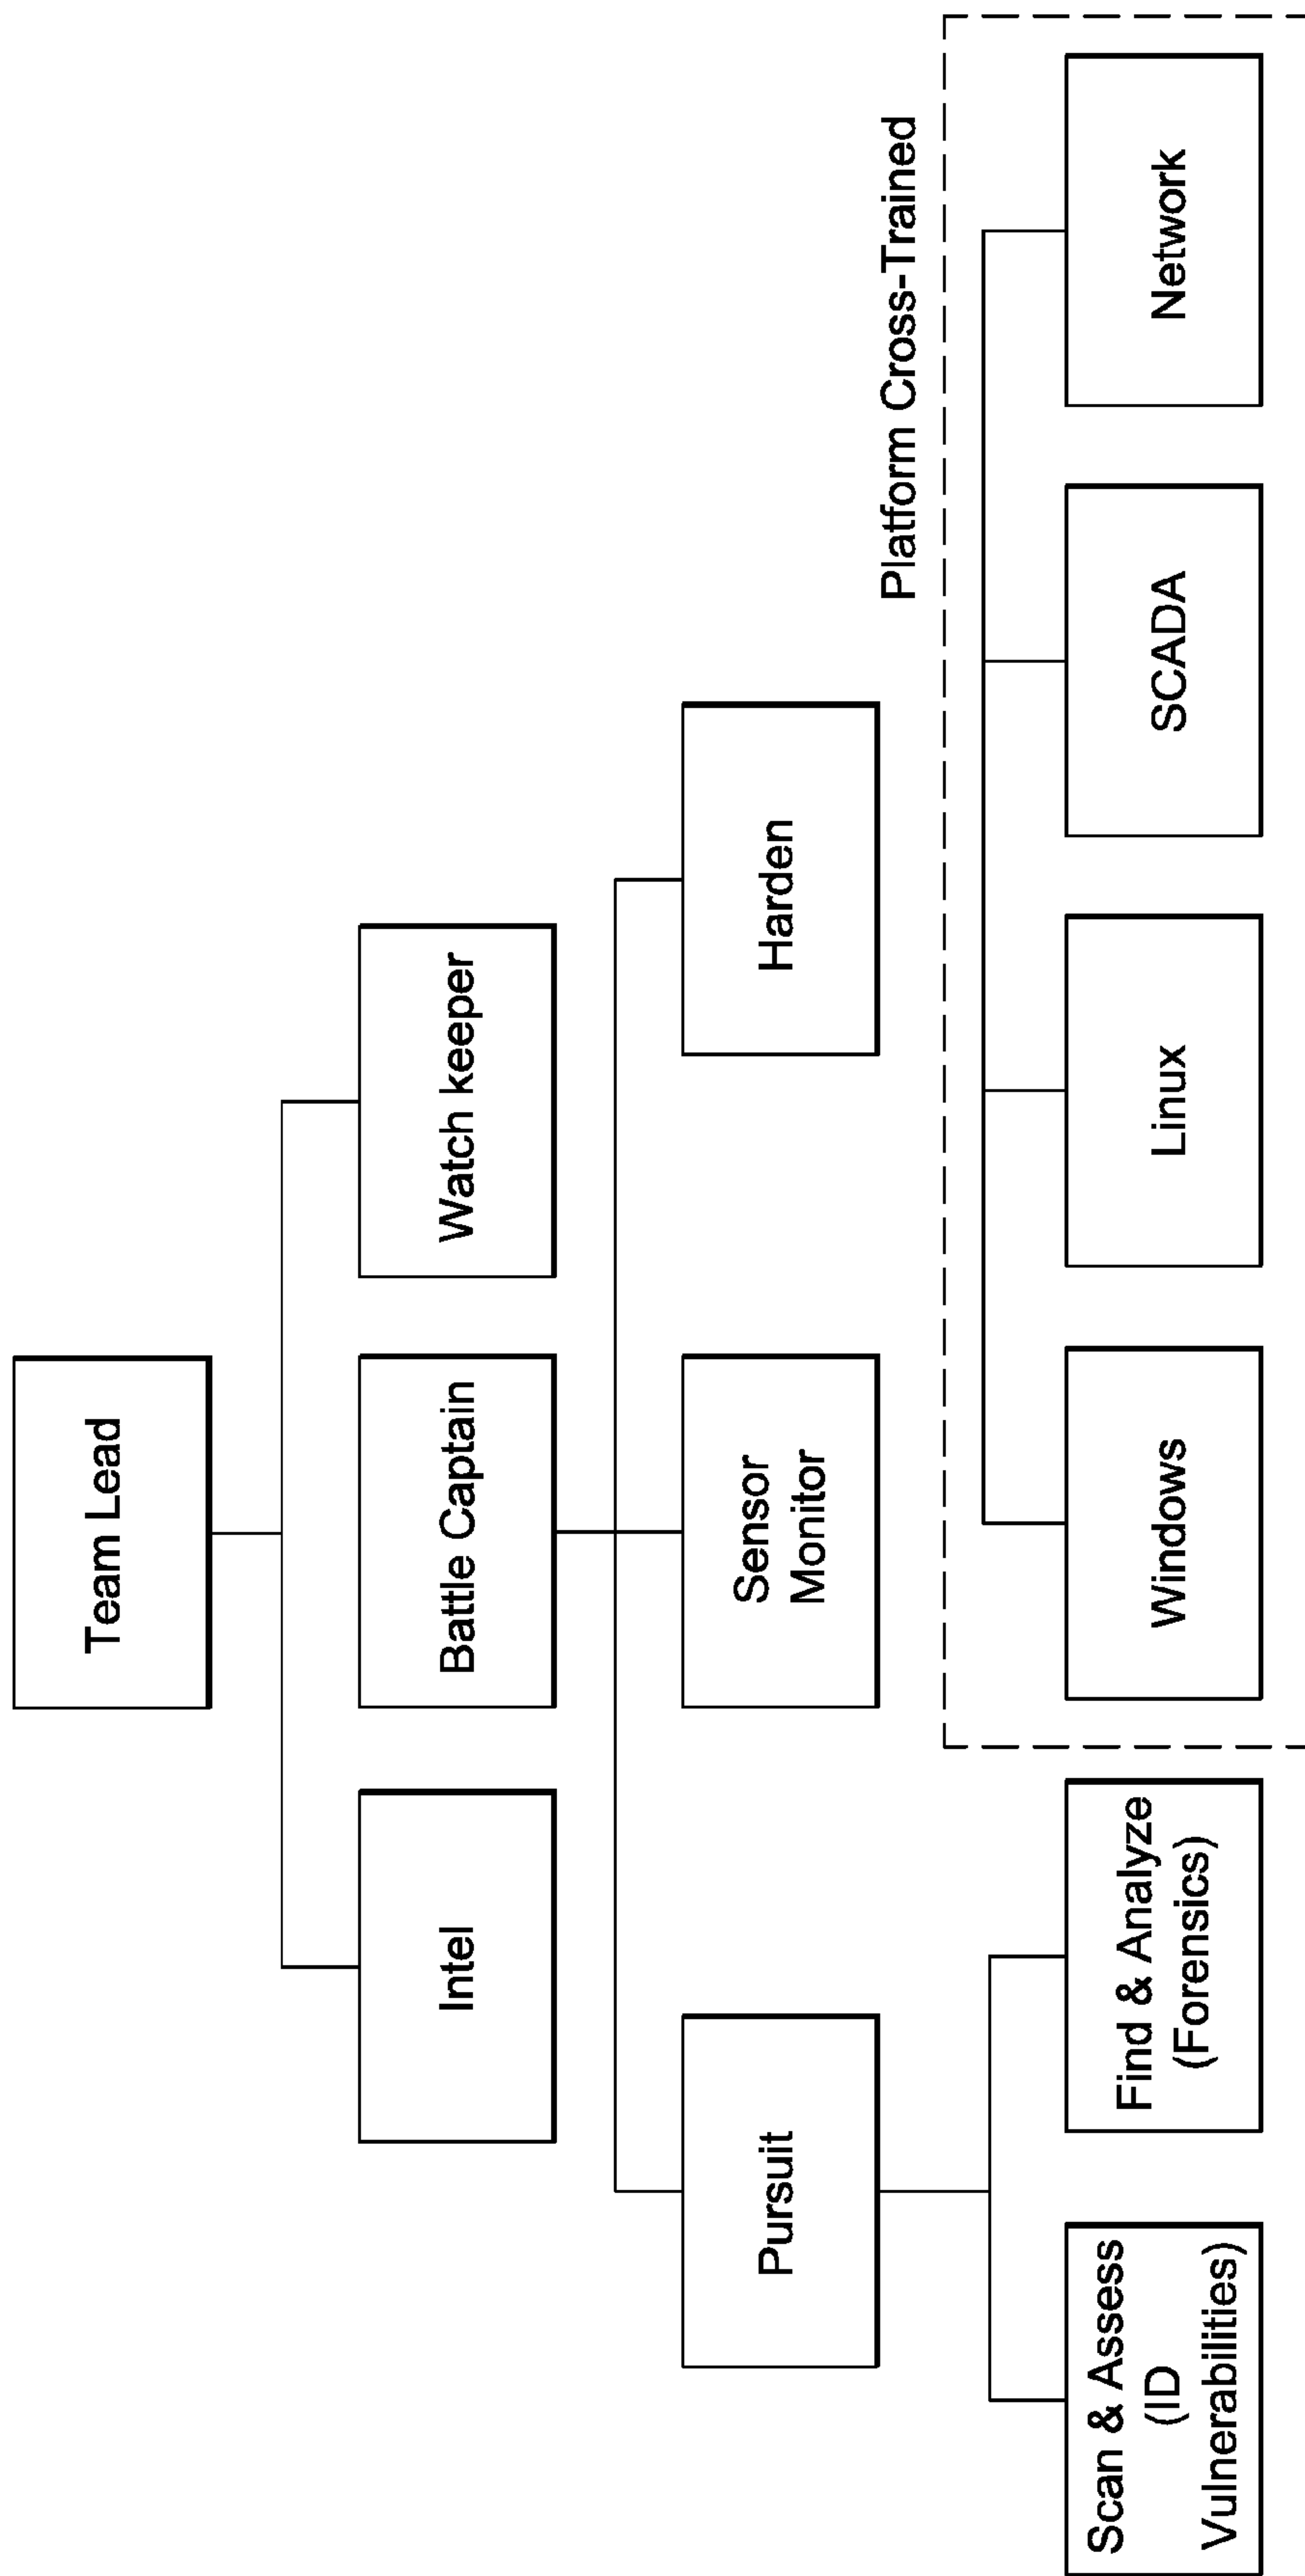 Team Lead
Intel
Battle Captain
Watch keeper
Pursuit
Sensor
Monitor
Harden
Platform Cross-Trained
Scan & Assess
(ID
Vulnerabilities)
Find & Analyze
(Forensics)
Windows
Linux
SCADA
Network